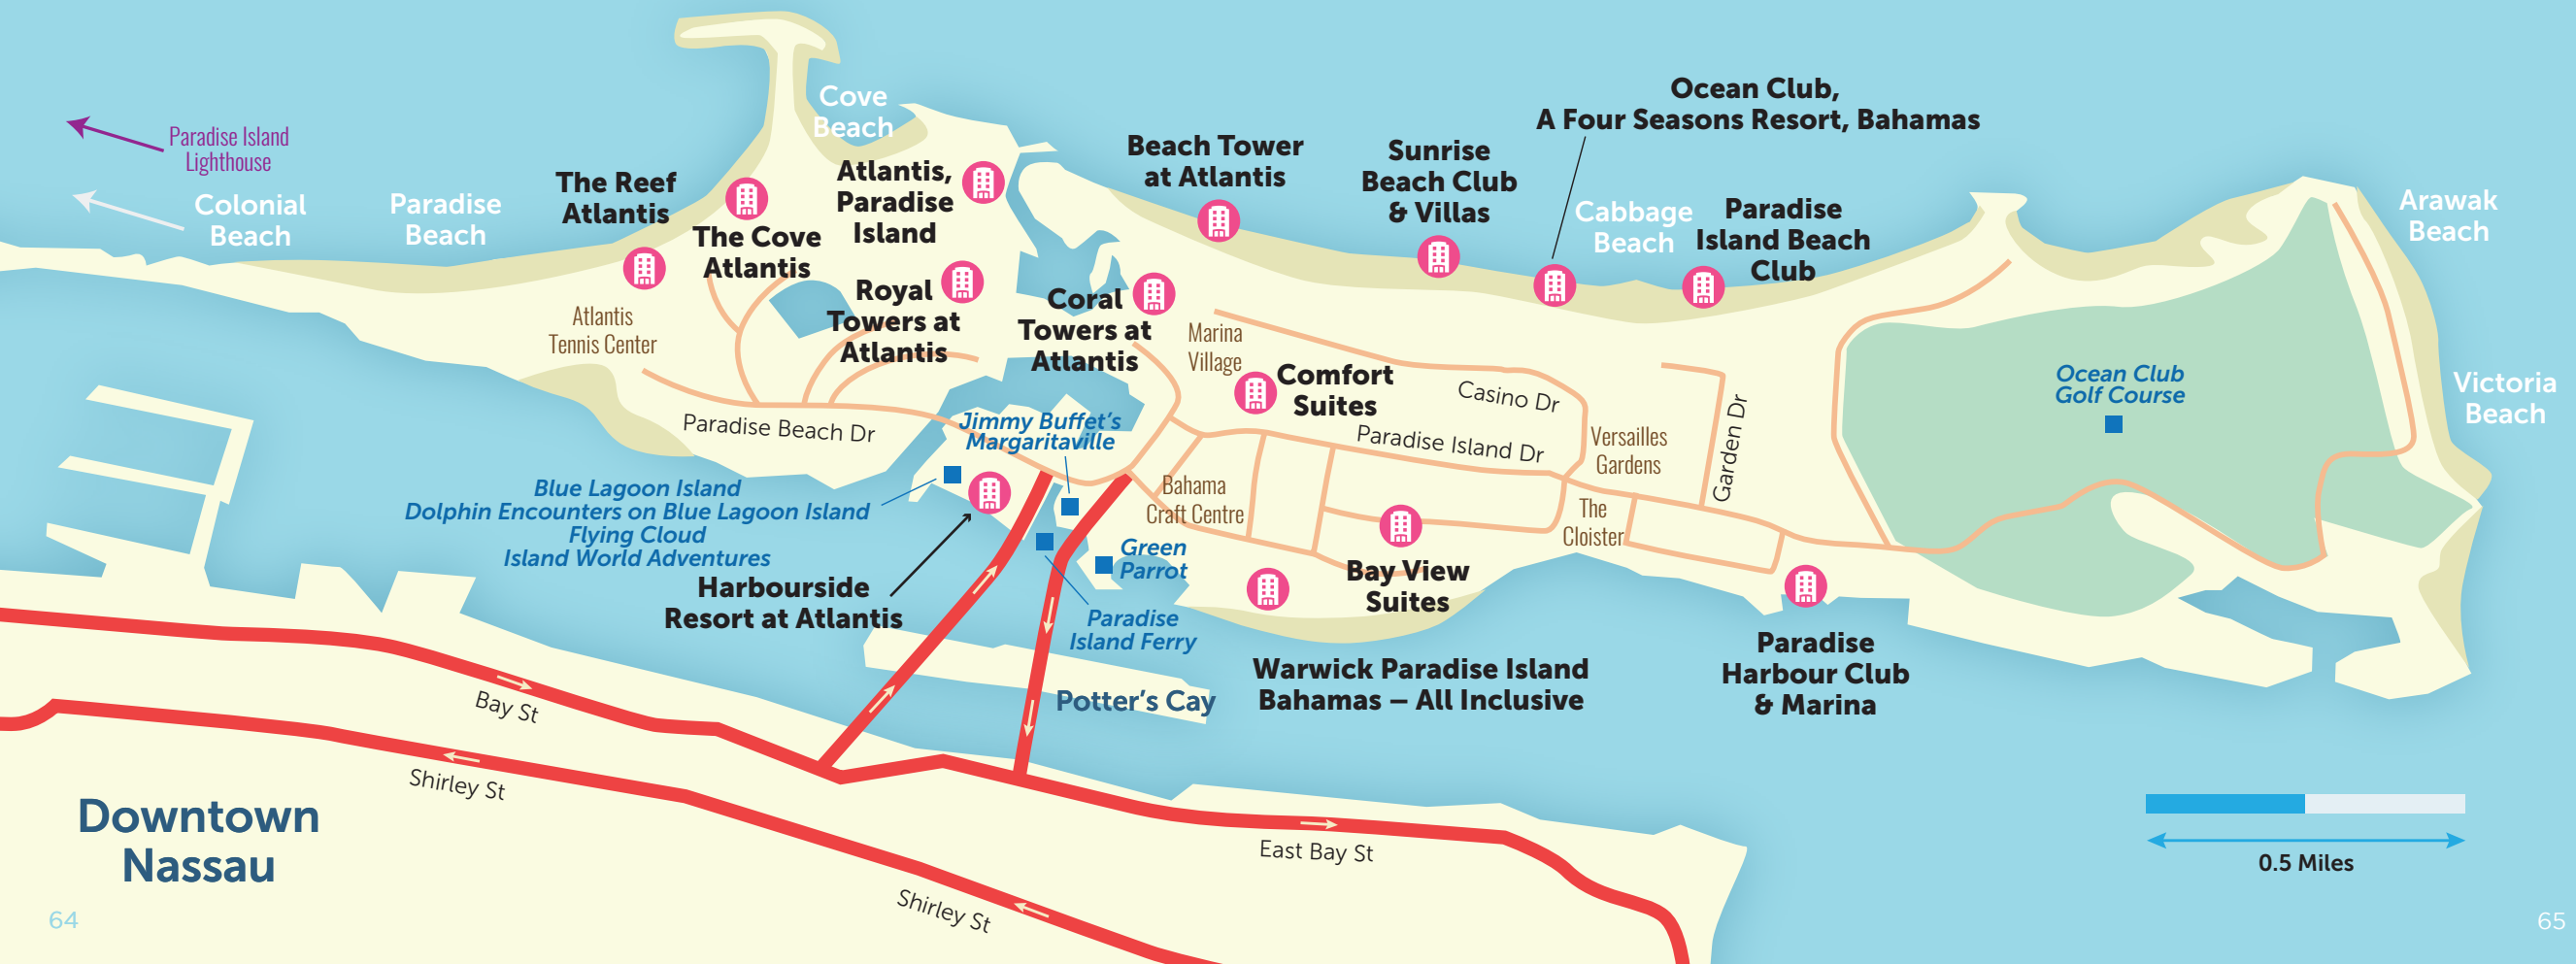 Ocean Club,
A Four Seasons Resort, Bahamas
Cove
Beach
Paradise Island
Lighthouse
Colonial
Beach
Paradise
Beach
The Reef
Atlantis
The Cove
Atlantis
Atlantis,
Paradise
Island
Beach Tower
at Atlantis
Sunrise
Beach Club
& Villas
Cabbage
Beach
Paradise
Island Beach
Club
Arawak
Beach
Royal
Towers at
Atlantis
Coral
Towers at
Atlantis
Atlantis
Tennis Center
Marina
Village
Comfort
Suites
Casino Dr
Paradise Beach Dr
Jimmy Buffet's
Margaritaville
Paradise Island Dr
Versailles
Gardens
Garden Dr
Ocean Club
Golf Course
Victoria
Beach
Blue Lagoon Island
Dolphin Encounters on Blue Lagoon Island
Flying Cloud
Island World Adventures
Bahama
Craft Centre
The
Cloister
Green
Parrot
Harbourside
Resort at Atlantis
Paradise
Island Ferry
Bay View
Suites
Warwick Paradise Island
Bahamas – All Inclusive
Paradise
Harbour Club
& Marina
Potter's Cay
Bay St
Shirley St
Downtown
Nassau
East Bay St
Shirley St
0.5 Miles
64
65